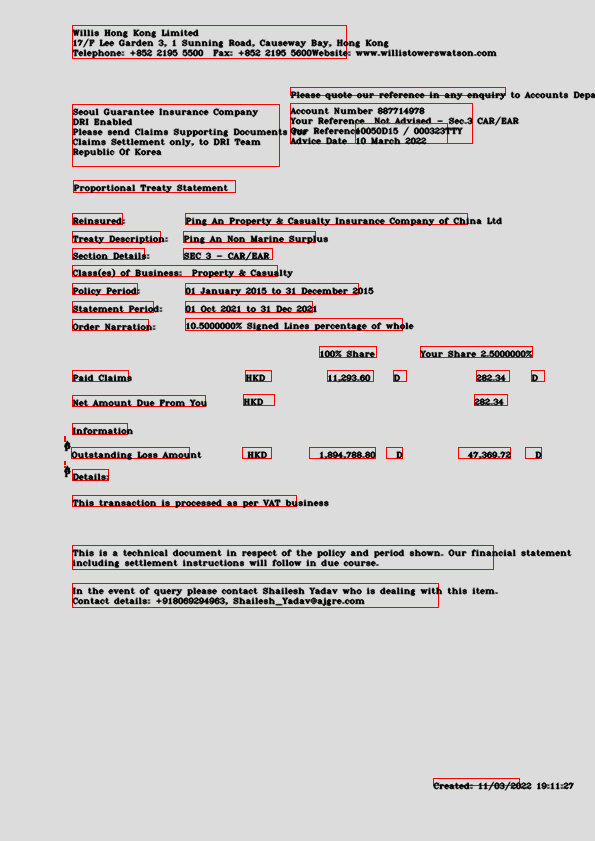 Willis Hong Kong Limited
17/F Lee Garden 3, 1 Sunning Road, Causeway Bay, Hong Kong
Telephone: +852 2195 5500 Fax: +852 2195 5600Website: www.willistowerswatson.com
Please quote our reference in any enquiry to Accounts Depa
Seoul Guarantee Insurance Company
DRI Enabled
Please send Claims Supporting Documents for
Claims Settlement only, to DRI Team
Republic Of Korea
Account Number 887714978
Your Reference Not Advised - Sec.3 CAR/EAR
Our Reference 10050D15 / 000323TTY
Advice Date 10 March 2022
Proportional Treaty Statement
Reinsured: Ping An Property & Casualty Insurance Company of China Ltd
Treaty Description: Ping An Non Marine Surplus
Section Details: SEC 3 - CAR/EAR
Class(es) of Business: Property & Casualty
Policy Period: 01 January 2015 to 31 December 2015
Statement Period: 01 Oct 2021 to 31 Dec 2021
Order Narration: 10.5000000% Signed Lines percentage of whole
100% Share Your Share 2.5000000%
Paid Claims HKD 11,293.60 D 282.34 D
Net Amount Due From You HKD 282.34
Information
Outstanding Loss Amount HKD 1,894,788.80 D 47,369.72 D
Details:
This transaction is processed as per VAT business
This is a technical document in respect of the policy and period shown. Our financial statement
including settlement instructions will follow in due course.
In the event of query please contact Shailesh Yadav who is dealing with this item.
Contact details: +918069294963, Shailesh_Yadav@ajgre.com
Created: 11/03/2022 19:11:27